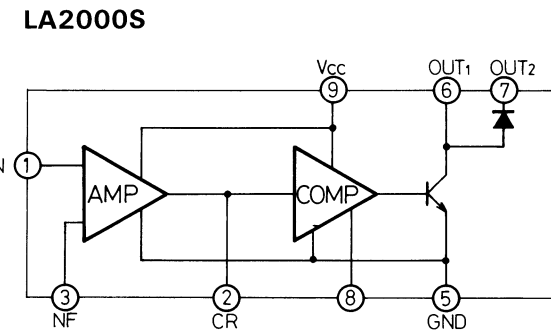 LA2000S
Vcc OUT1 OUT2
9 6 7
N 1
AMP COMP
3 2 8 5
NF CR GND